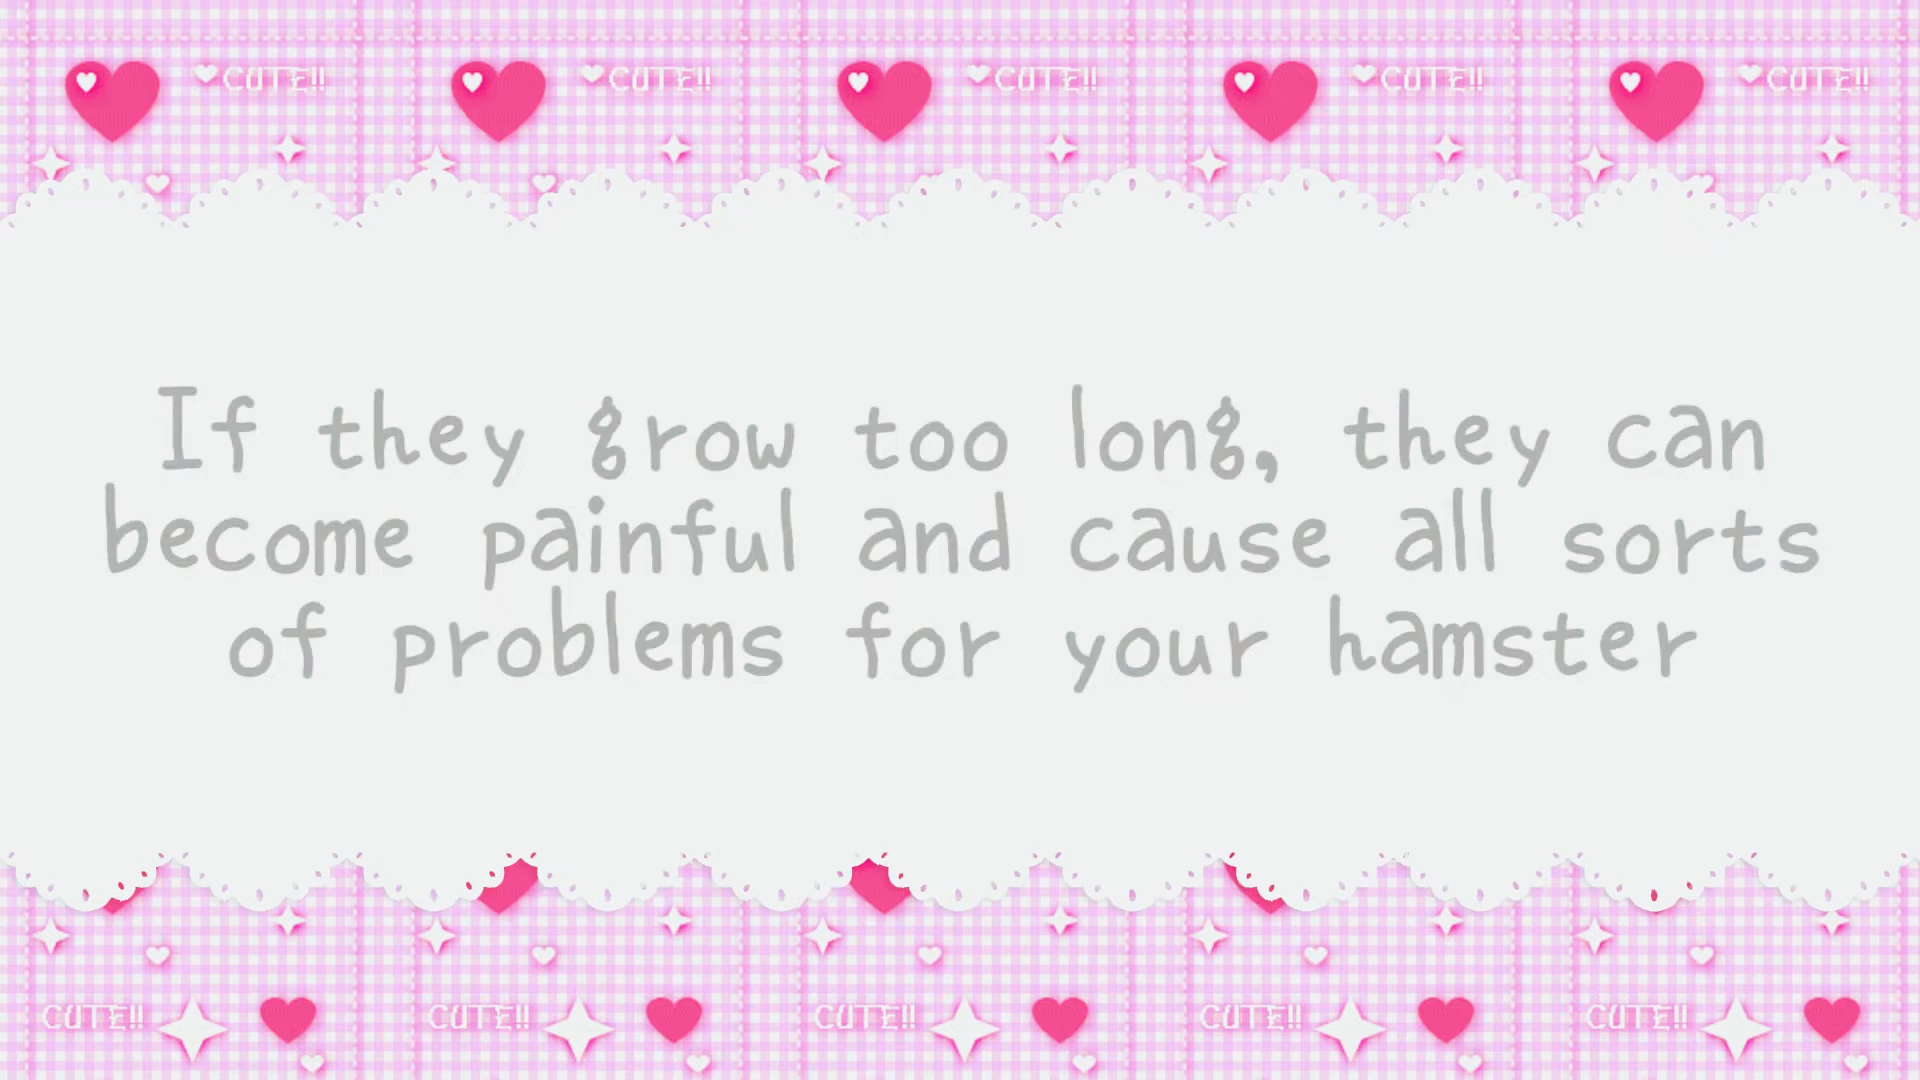 CUTE!! CUTE!! CUTE!! CUTE!! CUTE!!
If they grow too long, they can
become painful and cause all sorts
of problems for your hamster
CUTE!! CUTE!! CUTE!! CUTE!! CUTE!!